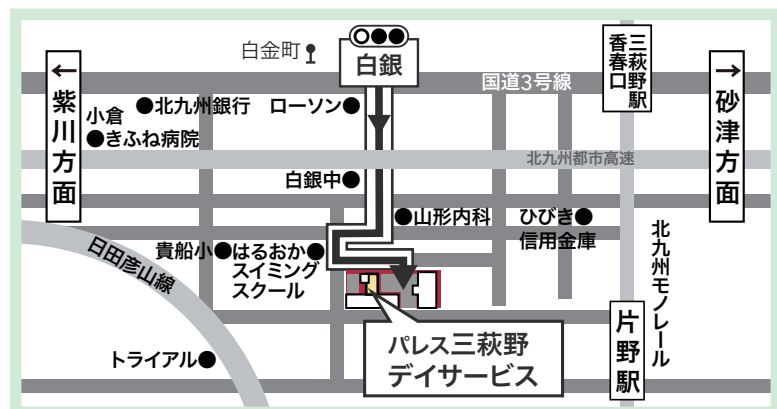 白金町
白銀
三萩野駅
香春口
国道3号線
←紫川方面
→砂津方面
●北九州銀行
ローソン●
小倉
●きふね病院
北九州都市高速
白銀中●
●山形内科
ひびき●
信用金庫
貴船小●
はるおか●
スイミング
スクール
日田彦山線
北九州モノレール
片野駅
トライアル●
パレス三萩野
デイサービス